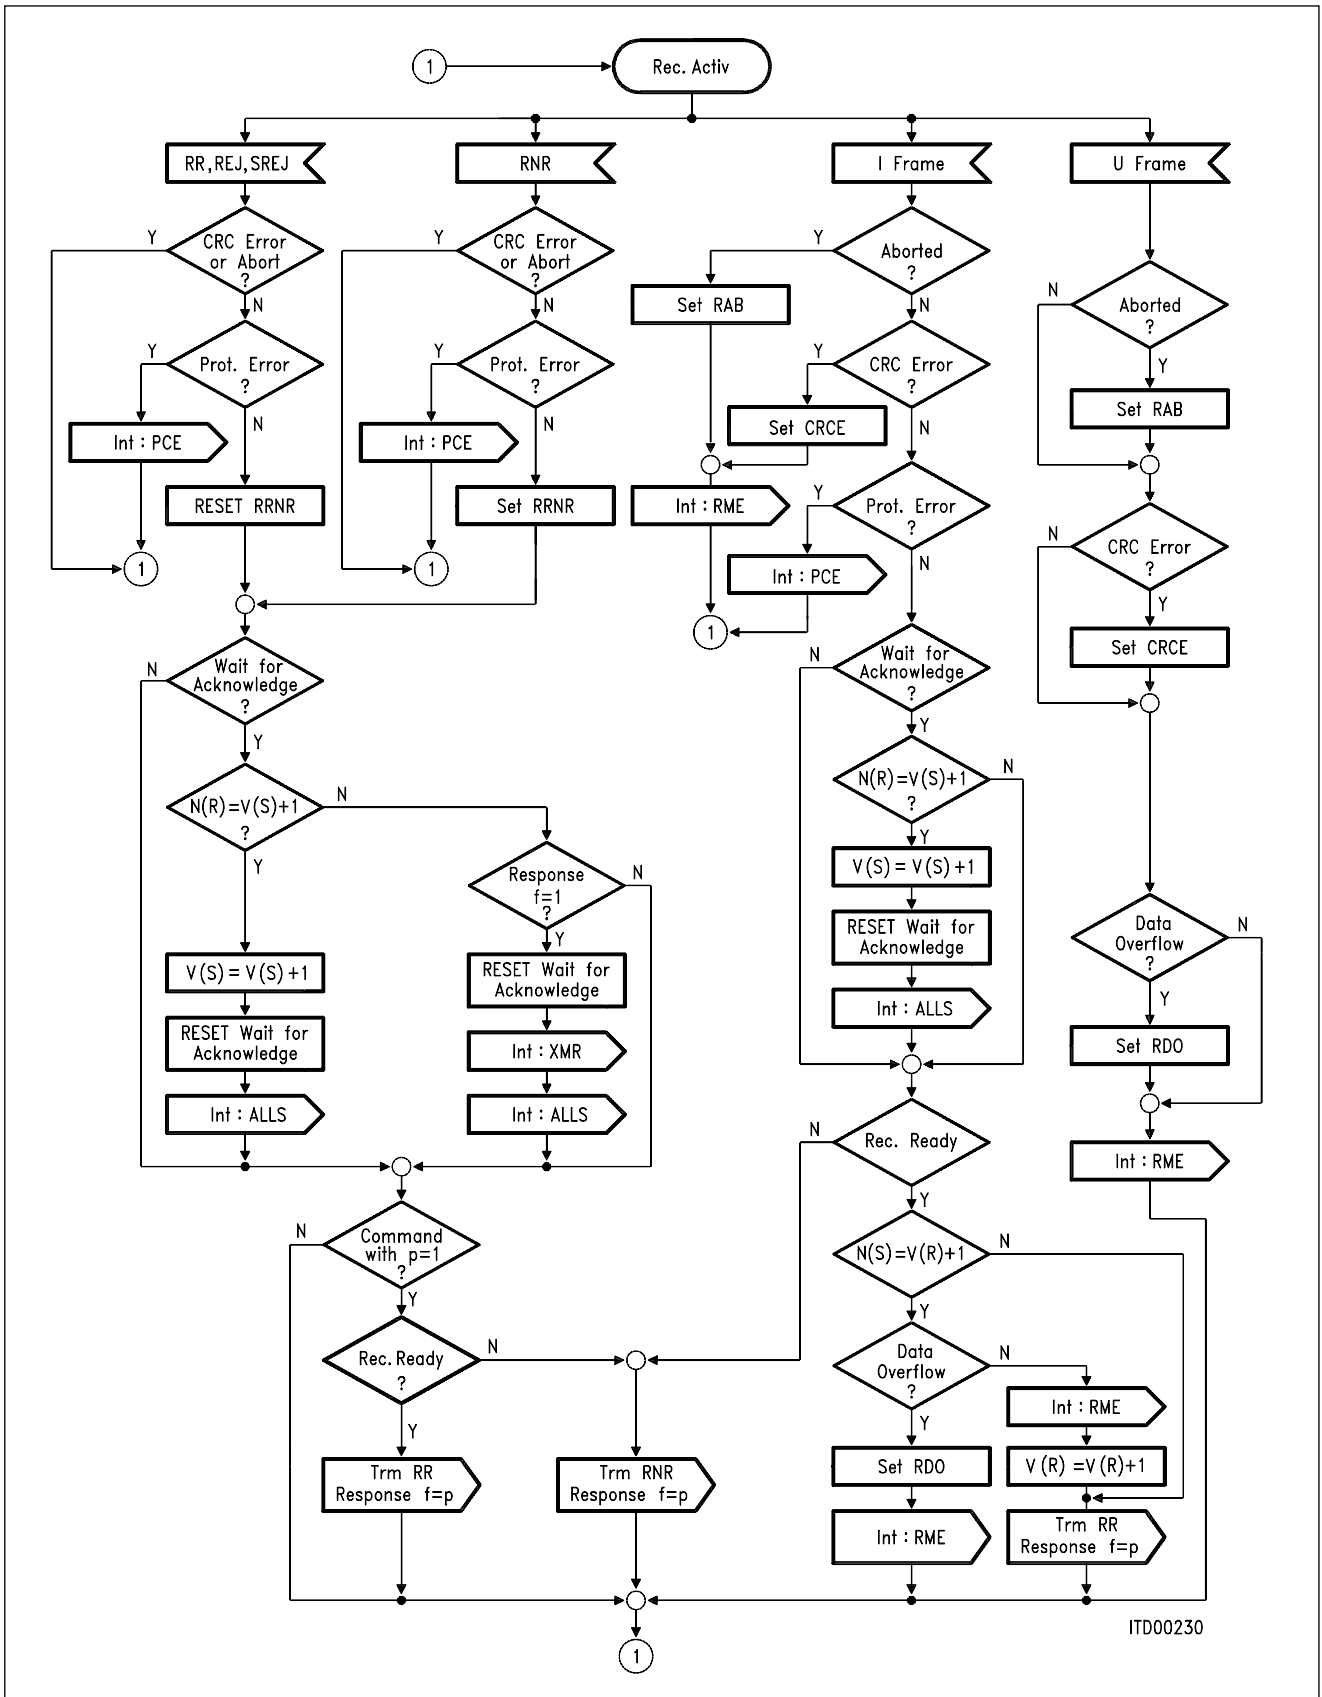 1
Rec. Activ
RR, REJ, SREJ
RNR
I Frame
U Frame
Y
CRC Error
or Abort
?
N
Y
CRC Error
or Abort
?
N
Y
Aborted
?
N
Set RAB
N
Aborted
?
Y
Set RAB
Y
Prot. Error
?
N
Int : PCE
RESET RRNR
1
Y
Prot. Error
?
N
Int : PCE
Set RRNR
1
Y
CRC Error
?
N
Set CRCE
Int : RME
Y
Prot. Error
?
N
Int : PCE
1
N
CRC Error
?
Y
Set CRCE
N
Wait for
Acknowledge
?
Y
N(R)=V(S)+1
?
N
Y
Response
f=1
?
N
Y
V(S) = V(S) +1
RESET Wait for
Acknowledge
Int : ALLS
RESET Wait for
Acknowledge
Int : XMR
Int : ALLS
N
Wait for
Acknowledge
?
Y
N(R)=V(S)+1
?
N
Y
V(S) = V(S) +1
RESET Wait for
Acknowledge
Int : ALLS
Data
Overflow
?
N
Y
Set RDO
Int : RME
N
Command
with p=1
?
Y
Rec. Ready
?
N
Y
Trm RR
Response f=p
Trm RNR
Response f=p
N
Rec. Ready
Y
N(S)=V(R)+1
N
Y
Data
Overflow
?
N
Y
Set RDO
Int : RME
Int : RME
V (R) =V(R)+1
Trm RR
Response f=p
1
ITD00230